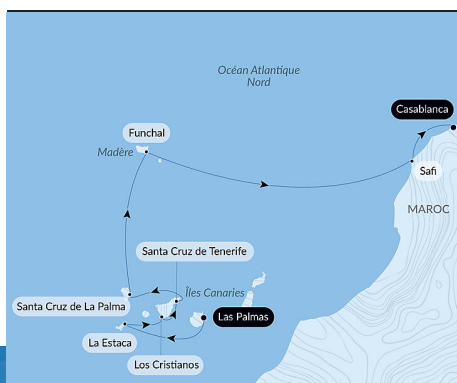 Océan Atlantique
Nord
Casablanca
Funchal
Madère
Safi
MAROC
Santa Cruz de Tenerife
Îles Canaries
Santa Cruz de La Palma
Las Palmas
La Estaca
Los Cristianos